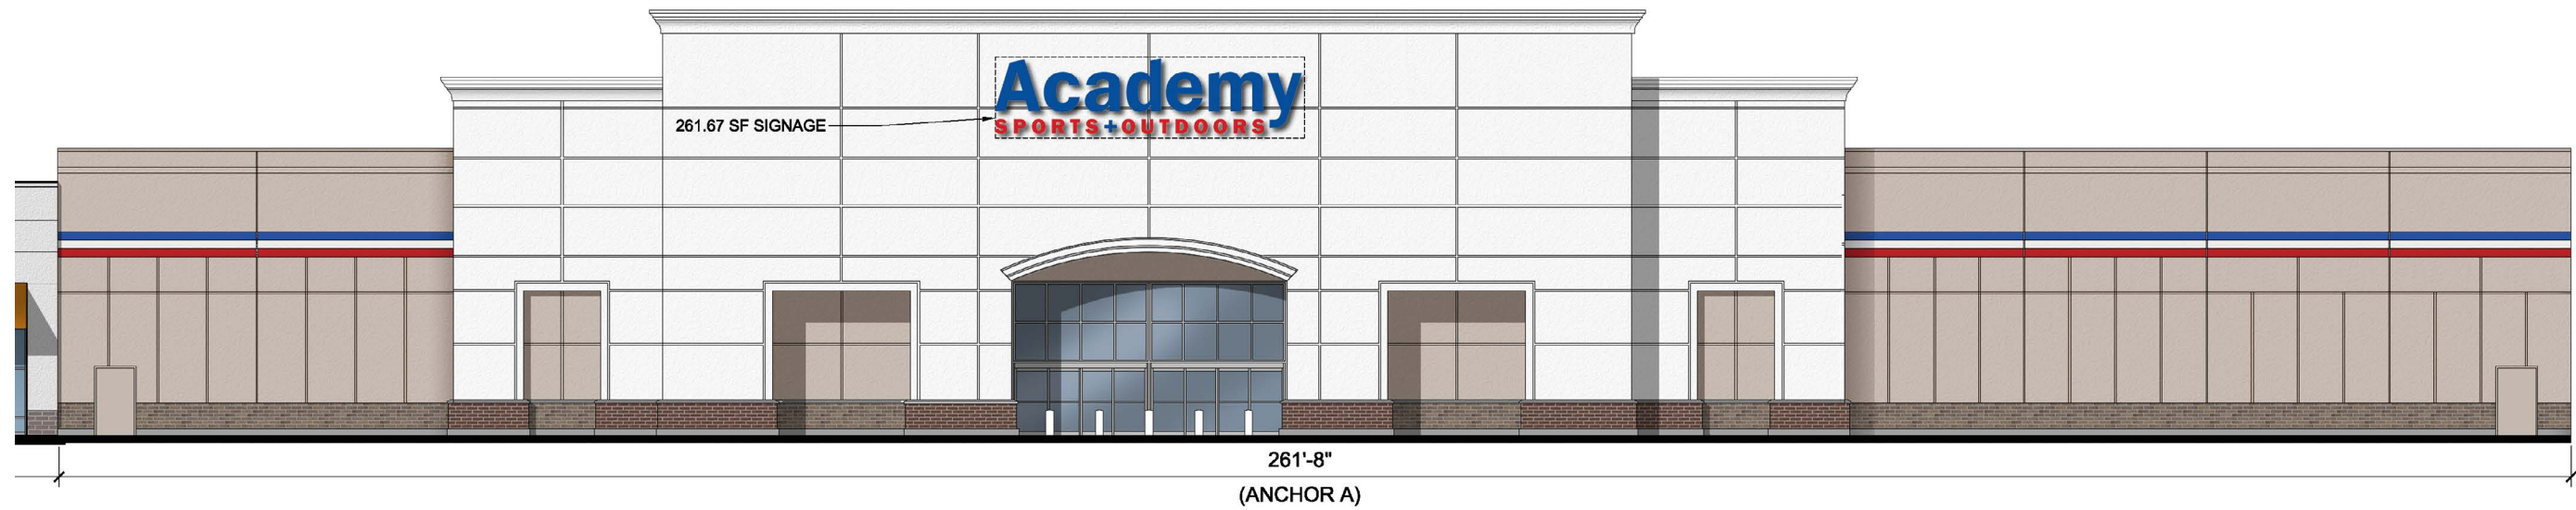 Academy
SPORTS+OUTDOORS
261.67 SF SIGNAGE
261'-8"
(ANCHOR A)